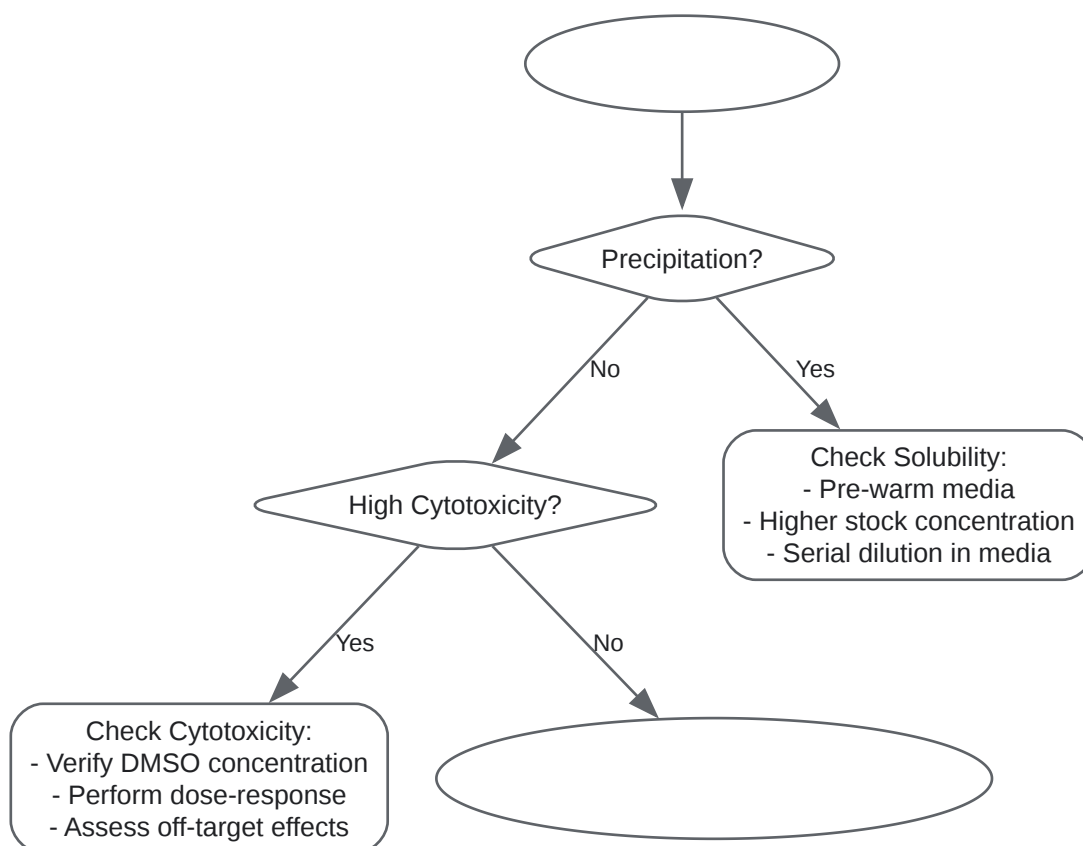 Precipitation?
No
Yes
Check Solubility:
- Pre-warm media
- Higher stock concentration
- Serial dilution in media
High Cytotoxicity?
Yes
No
Check Cytotoxicity:
- Verify DMSO concentration
- Perform dose-response
- Assess off-target effects